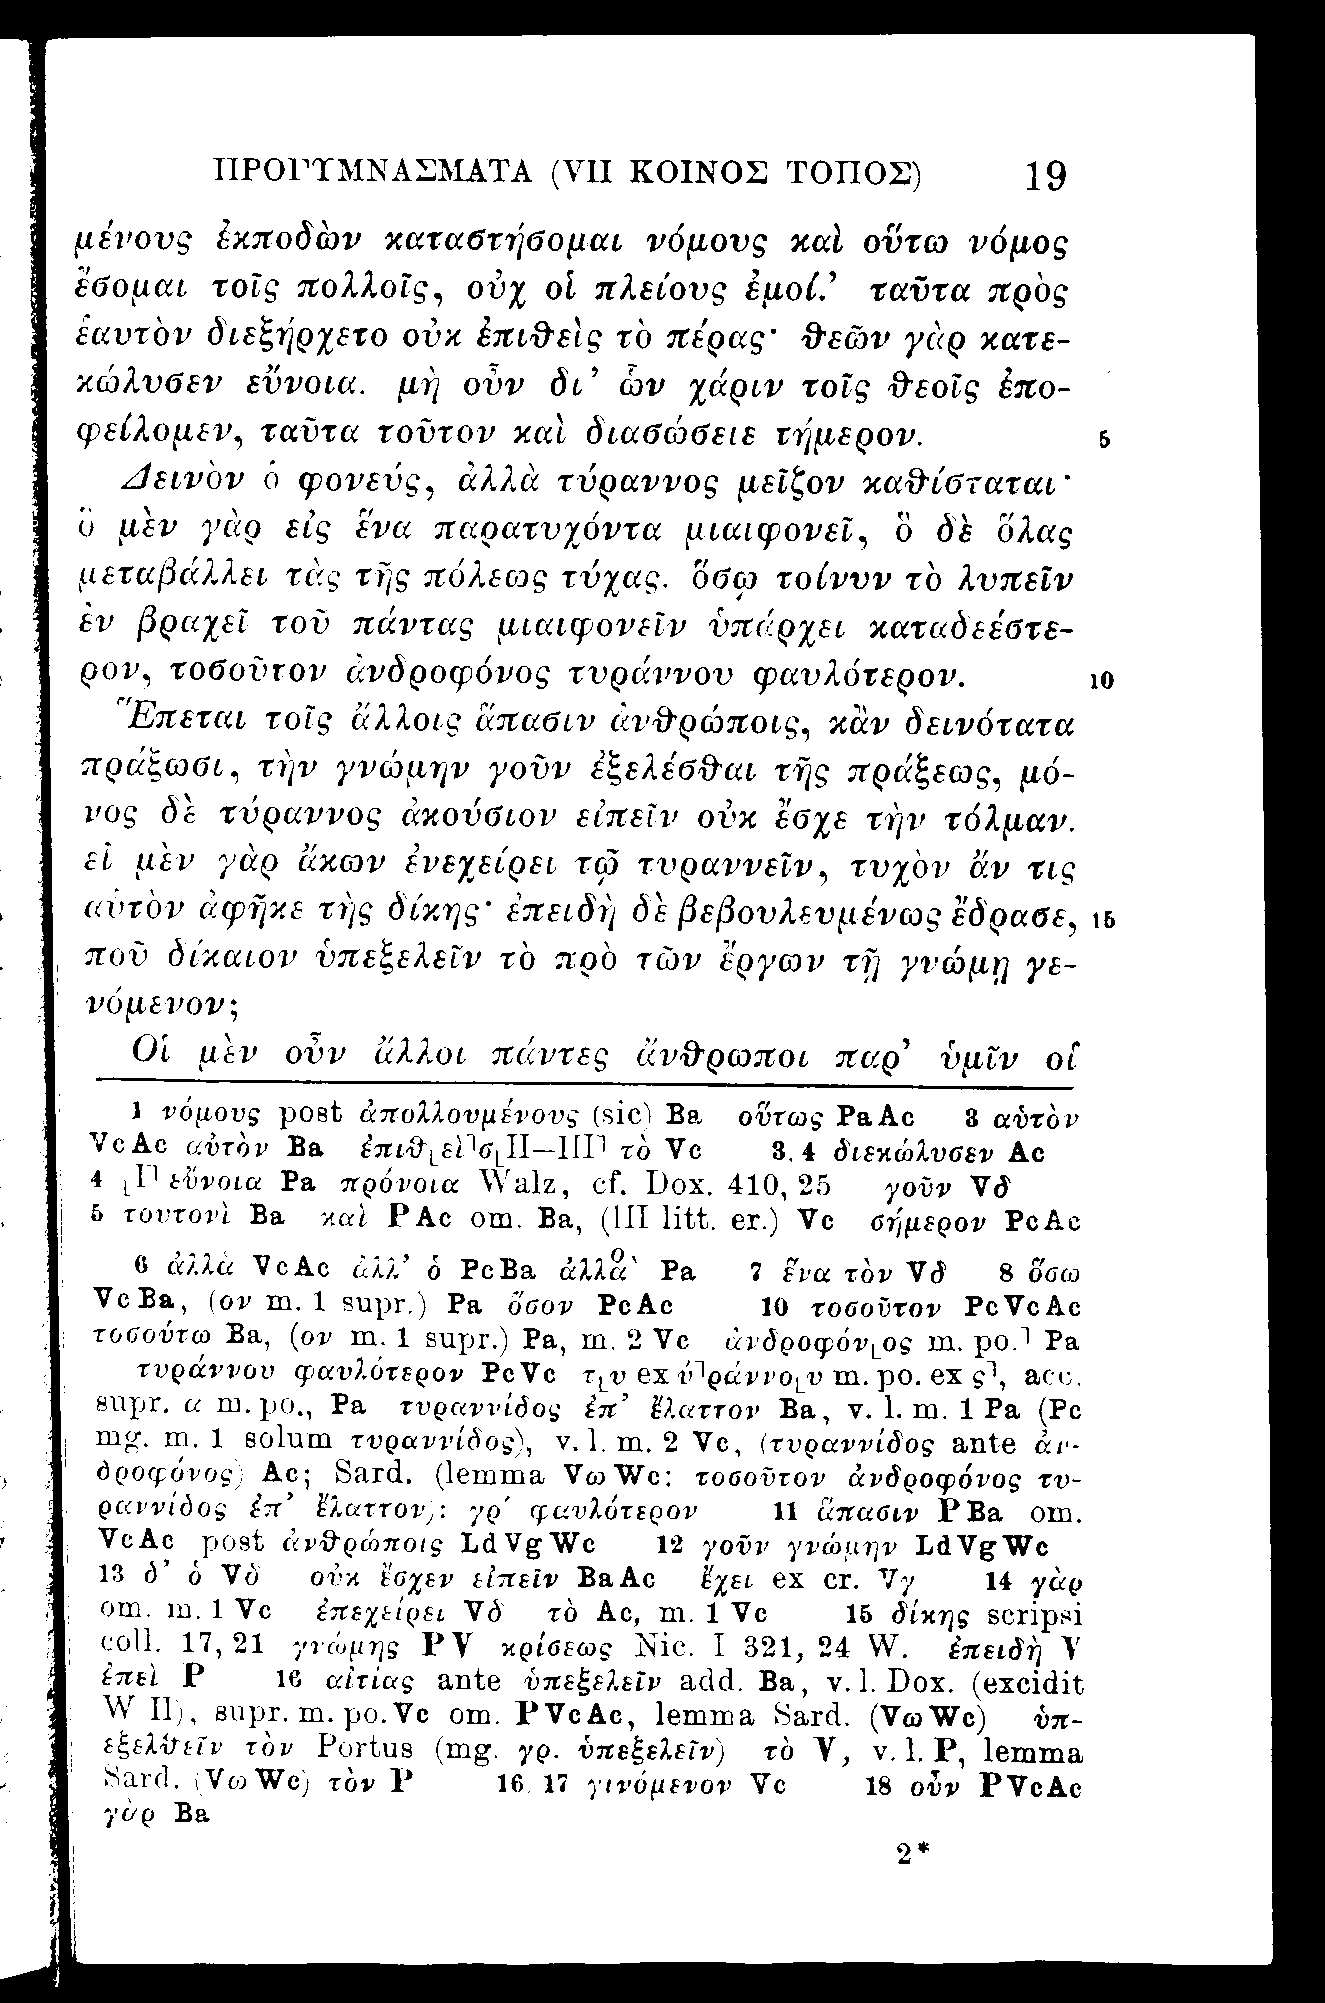 ΠΡΟΓΥΜΝΑΣΜΑΤΑ (VII ΚΟΙΝΟΣ ΤΟΠΟΣ) 19
μένους ἐκποδὼν καταστήσομαι νόμους καὶ οὕτω νόμος
ἔσομαι τοῖς πολλοῖς, οὐχ οἱ πλείους ἐμοί.’ ταῦτα πρὸς
ἑαυτὸν διεξήρχετο οὐκ ἐπιθεὶς τὸ πέρας· θεῶν γὰρ κατε-
κώλυσεν εὔνοια. μὴ οὖν δι’ ὧν χάριν τοῖς θεοῖς ἐπο-
φείλομεν, ταῦτα τοῦτον καὶ διασώσειε τήμερον. 5
Δεινὸν ὁ φονεύς, ἀλλὰ τύραννος μεῖζον καθίσταται·
ὃ μὲν γὰρ εἰς ἕνα παρατυχόντα μιαιφονεῖ, ὃ δὲ ὅλας
μεταβάλλει τὰς τῆς πόλεως τύχας. ὅσῳ τοίνυν τὸ λυπεῖν
ἐν βραχεῖ τοῦ πάντας μιαιφονεῖν ὑπάρχει καταδεέστε-
ρον, τοσοῦτον ἀνδροφόνος τυράννου φαυλότερον. 10
Ἕπεται τοῖς ἄλλοις ἅπασιν ἀνθρώποις, κἂν δεινότατα
πράξωσι, τὴν γνώμην γοῦν ἐξελέσθαι τῆς πράξεως, μό-
νος δὲ τύραννος ἀκούσιον εἰπεῖν οὐκ ἔσχε τὴν τόλμαν.
εἰ μὲν γὰρ ἄκων ἐνεχείρει τῷ τυραννεῖν, τυχὸν ἄν τις
αὐτὸν ἀφῆκε τῆς δίκης· ἐπειδὴ δὲ βεβουλευμένως ἔδρασε, 15
ποῦ δίκαιον ὑπεξελεῖν τὸ πρὸ τῶν ἔργων τῇ γνώμῃ γε-
νόμενον;
Οἱ μὲν οὖν ἄλλοι πάντες ἄνθρωποι παρ’ ὑμῖν οἱ
1 νόμους post ἀπολλουμένους (sic) Ba οὕτως PaAc 3 αὑτὸν
VcAc αὐτὸν Ba ἐπιθ⌊εὶ⌉σ⌊II—III⌉ τὸ Vc 3.4 διεκώλυσεν Ac
4 ⌊I⌉ εὔνοια Pa πρόνοια Walz, cf. Dox. 410, 25 γοῦν Vδ
5 τουτονὶ Ba καὶ PAc om. Ba, (III litt. er.) Vc σήμερον PcAc
6 ἀλλὰ VcAc ἀλλ’ ὁ PcBa ἀλλὰ Pa 7 ἕνα τὸν Vδ 8 ὅσω
VcBa, (ον m. 1 supr.) Pa ὅσον PcAc 10 τοσοῦτον PcVcAc
τοσούτω Ba, (ον m. 1 supr.) Pa, m. 2 Vc ἀνδροφόν⌊ος m. po.⌉ Pa
τυράννου φαυλότερον PcVc τ⌊υ ex ύ⌉ράννο⌊υ m. po. ex ς⌉, acc.
supr. α m. po., Pa τυραννίδος ἐπ’ ἔλαττον Ba, v. l. m. 1 Pa (Pc
mg. m. 1 solum τυραννίδος), v. l. m. 2 Vc, (τυραννίδος ante ἀν-
δροφόνος) Ac; Sard. (lemma VωWc: τοσοῦτον ἀνδροφόνος τυ-
ραννίδος ἐπ’ ἔλαττον): γρ´ φαυλότερον 11 ἅπασιν PBa om.
VcAc post ἀνθρώποις LdVgWc 12 γοῦν γνώμην LdVgWc
13 δ’ ὁ Vδ οὐκ ἔσχεν εἰπεῖν BaAc ἔχει ex cr. Vγ 14 γὰρ
om. m. 1 Vc ἐπεχείρει Vδ τὸ Ac, m. 1 Vc 15 δίκης scripsi
coll. 17, 21 γνώμης PV κρίσεως Nic. I 321, 24 W. ἐπειδὴ V
ἐπεὶ P 16 αἰτίας ante ὑπεξελεῖν add. Ba, v. l. Dox. (excidit
W II), supr. m. po. Vc om. PVcAc, lemma Sard. (VωWc) ὑπ-
εξελθεῖν τὸν Portus (mg. γρ. ὑπεξελεῖν) τὸ V, v. l. P, lemma
Sard. (VωWc) τὸν P 16. 17 γινόμενον Vc 18 οὖν PVcAc
γὰρ Ba
2*